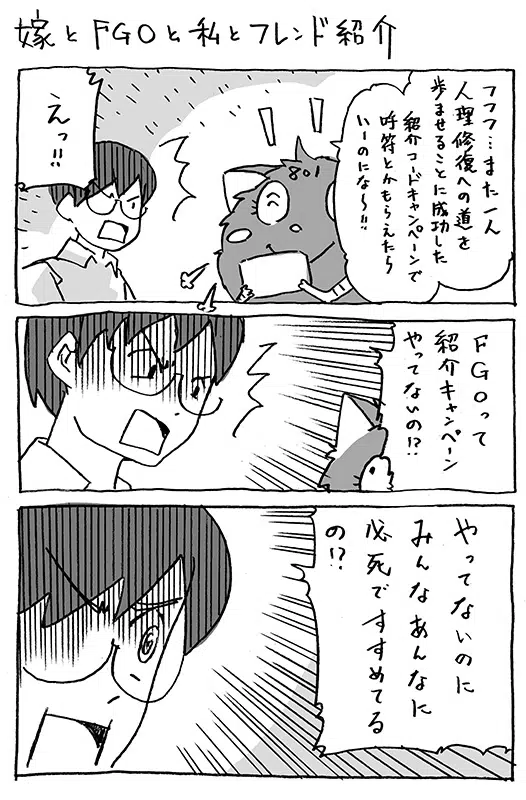 嫁とFGOと私とフレンド紹介
フフフ…また一人
人理修復への道を
歩ませることに成功した
紹介コードキャンペーンで
呼符とかもらえたら
いーのにな〜!!
801
えっ!!
FGOって
紹介キャンペーン
やってないの!?
やってないのに
みんなあんなに
必死ですすめてる
の!?